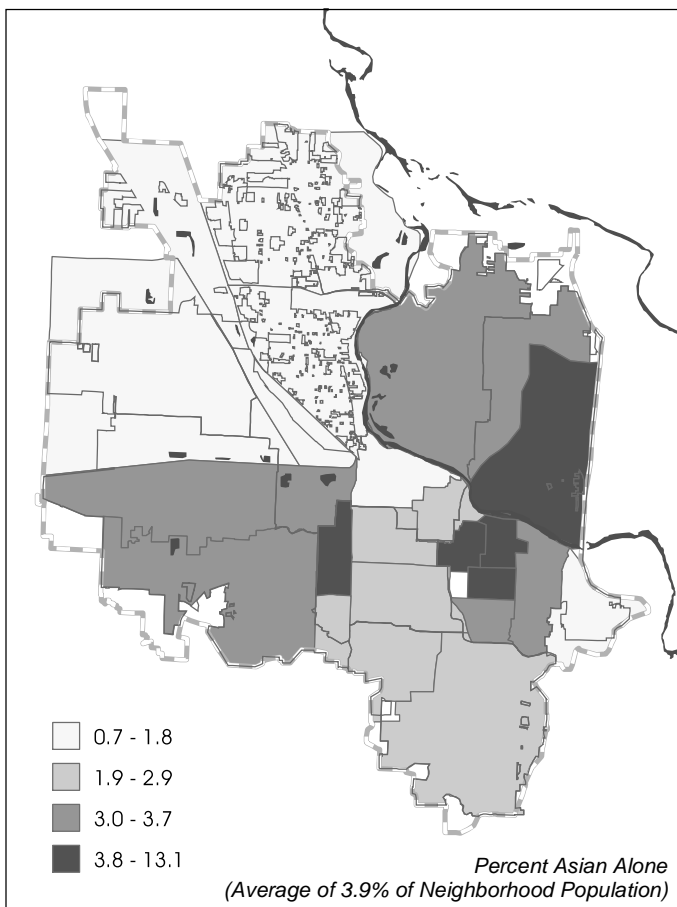 0.7 - 1.8
1.9 - 2.9
3.0 - 3.7
3.8 - 13.1
Percent Asian Alone
(Average of 3.9% of Neighborhood Population)